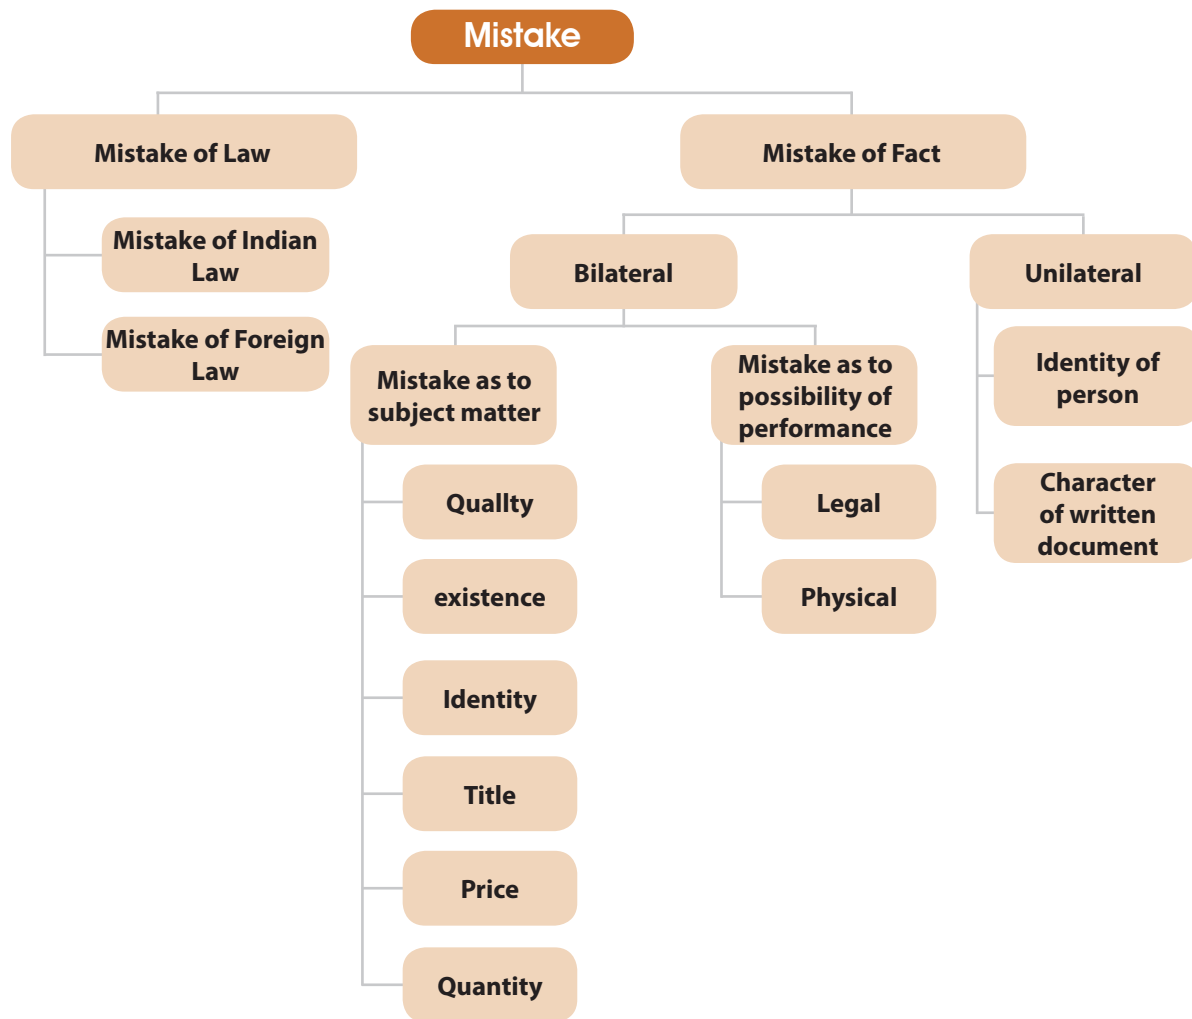 Mistake
Mistake of Law
Mistake of Fact
Mistake of Indian
Law
Mistake of Foreign
Law
Bilateral
Unilateral
Mistake as to
subject matter
Mistake as to
possibility of
performance
Identity of
person
Character
of written
document
Quallty
existence
Identity
Title
Price
Quantity
Legal
Physical